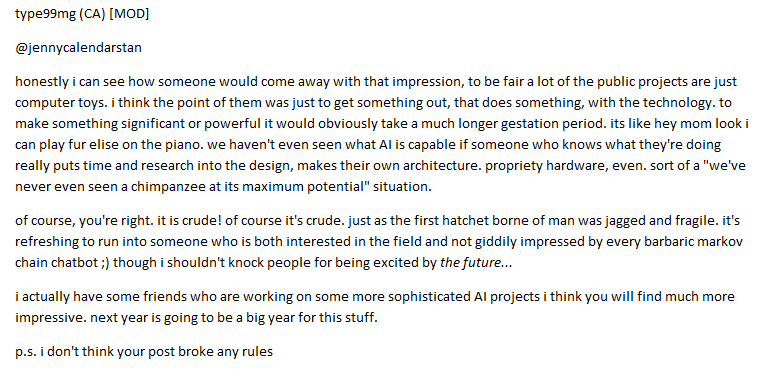 type99mg (CA) [MOD]
@jennycalendarstan
honestly i can see how someone would come away with that impression, to be fair a lot of the public projects are just
computer toys. i think the point of them was just to get something out, that does something, with the technology. to
make something significant or powerful it would obviously take a much longer gestation period. its like hey mom look i
can play fur elise on the piano. we haven't even seen what AI is capable if someone who knows what they're doing
really puts time and research into the design, makes their own architecture. propriety hardware, even. sort of a "we've
never even seen a chimpanzee at its maximum potential" situation.
of course, you're right. it is crude! of course it's crude. just as the first hatchet borne of man was jagged and fragile. it's
refreshing to run into someone who is both interested in the field and not giddily impressed by every barbaric markov
chain chatbot ;) though i shouldn't knock people for being excited by the future...
i actually have some friends who are working on some more sophisticated AI projects i think you will find much more
impressive. next year is going to be a big year for this stuff.
p.s. i don't think your post broke any rules